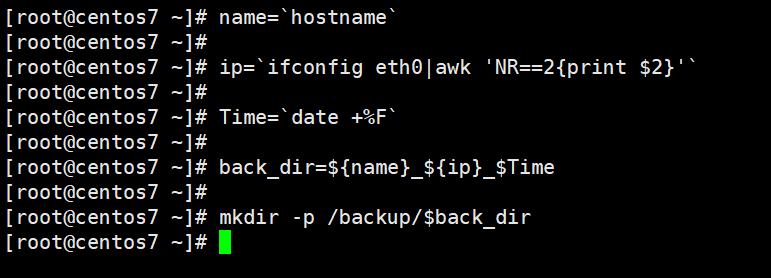 [root@centos7 ~]# name=`hostname`
[root@centos7 ~]#
[root@centos7 ~]# ip=`ifconfig eth0|awk 'NR==2{print $2}'`
[root@centos7 ~]#
[root@centos7 ~]# Time=`date +%F`
[root@centos7 ~]#
[root@centos7 ~]# back_dir=${name}_${ip}_$Time
[root@centos7 ~]#
[root@centos7 ~]# mkdir -p /backup/$back_dir
[root@centos7 ~]#